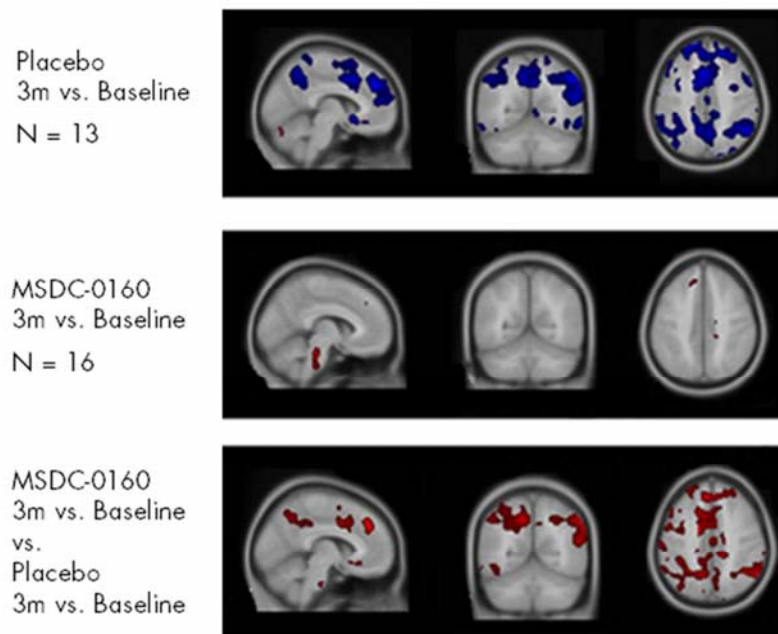 Placebo
3m vs. Baseline
N = 13
MSDC-0160
3m vs. Baseline
N = 16
MSDC-0160
3m vs. Baseline
vs.
Placebo
3m vs. Baseline